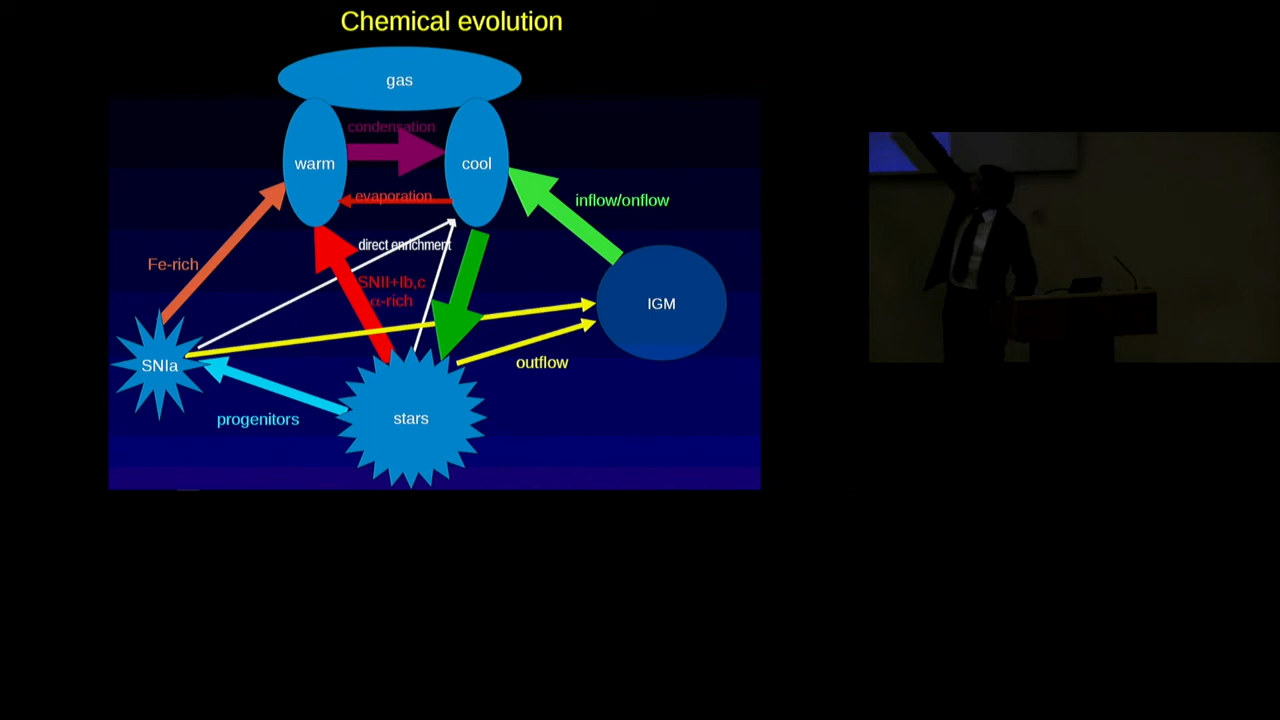 Chemical evolution
gas
condensation
warm
cool
evaporation
inflow/onflow
direct enrichment
Fe-rich
SNII+Ib,c
α-rich
IGM
SNIa
outflow
progenitors
stars